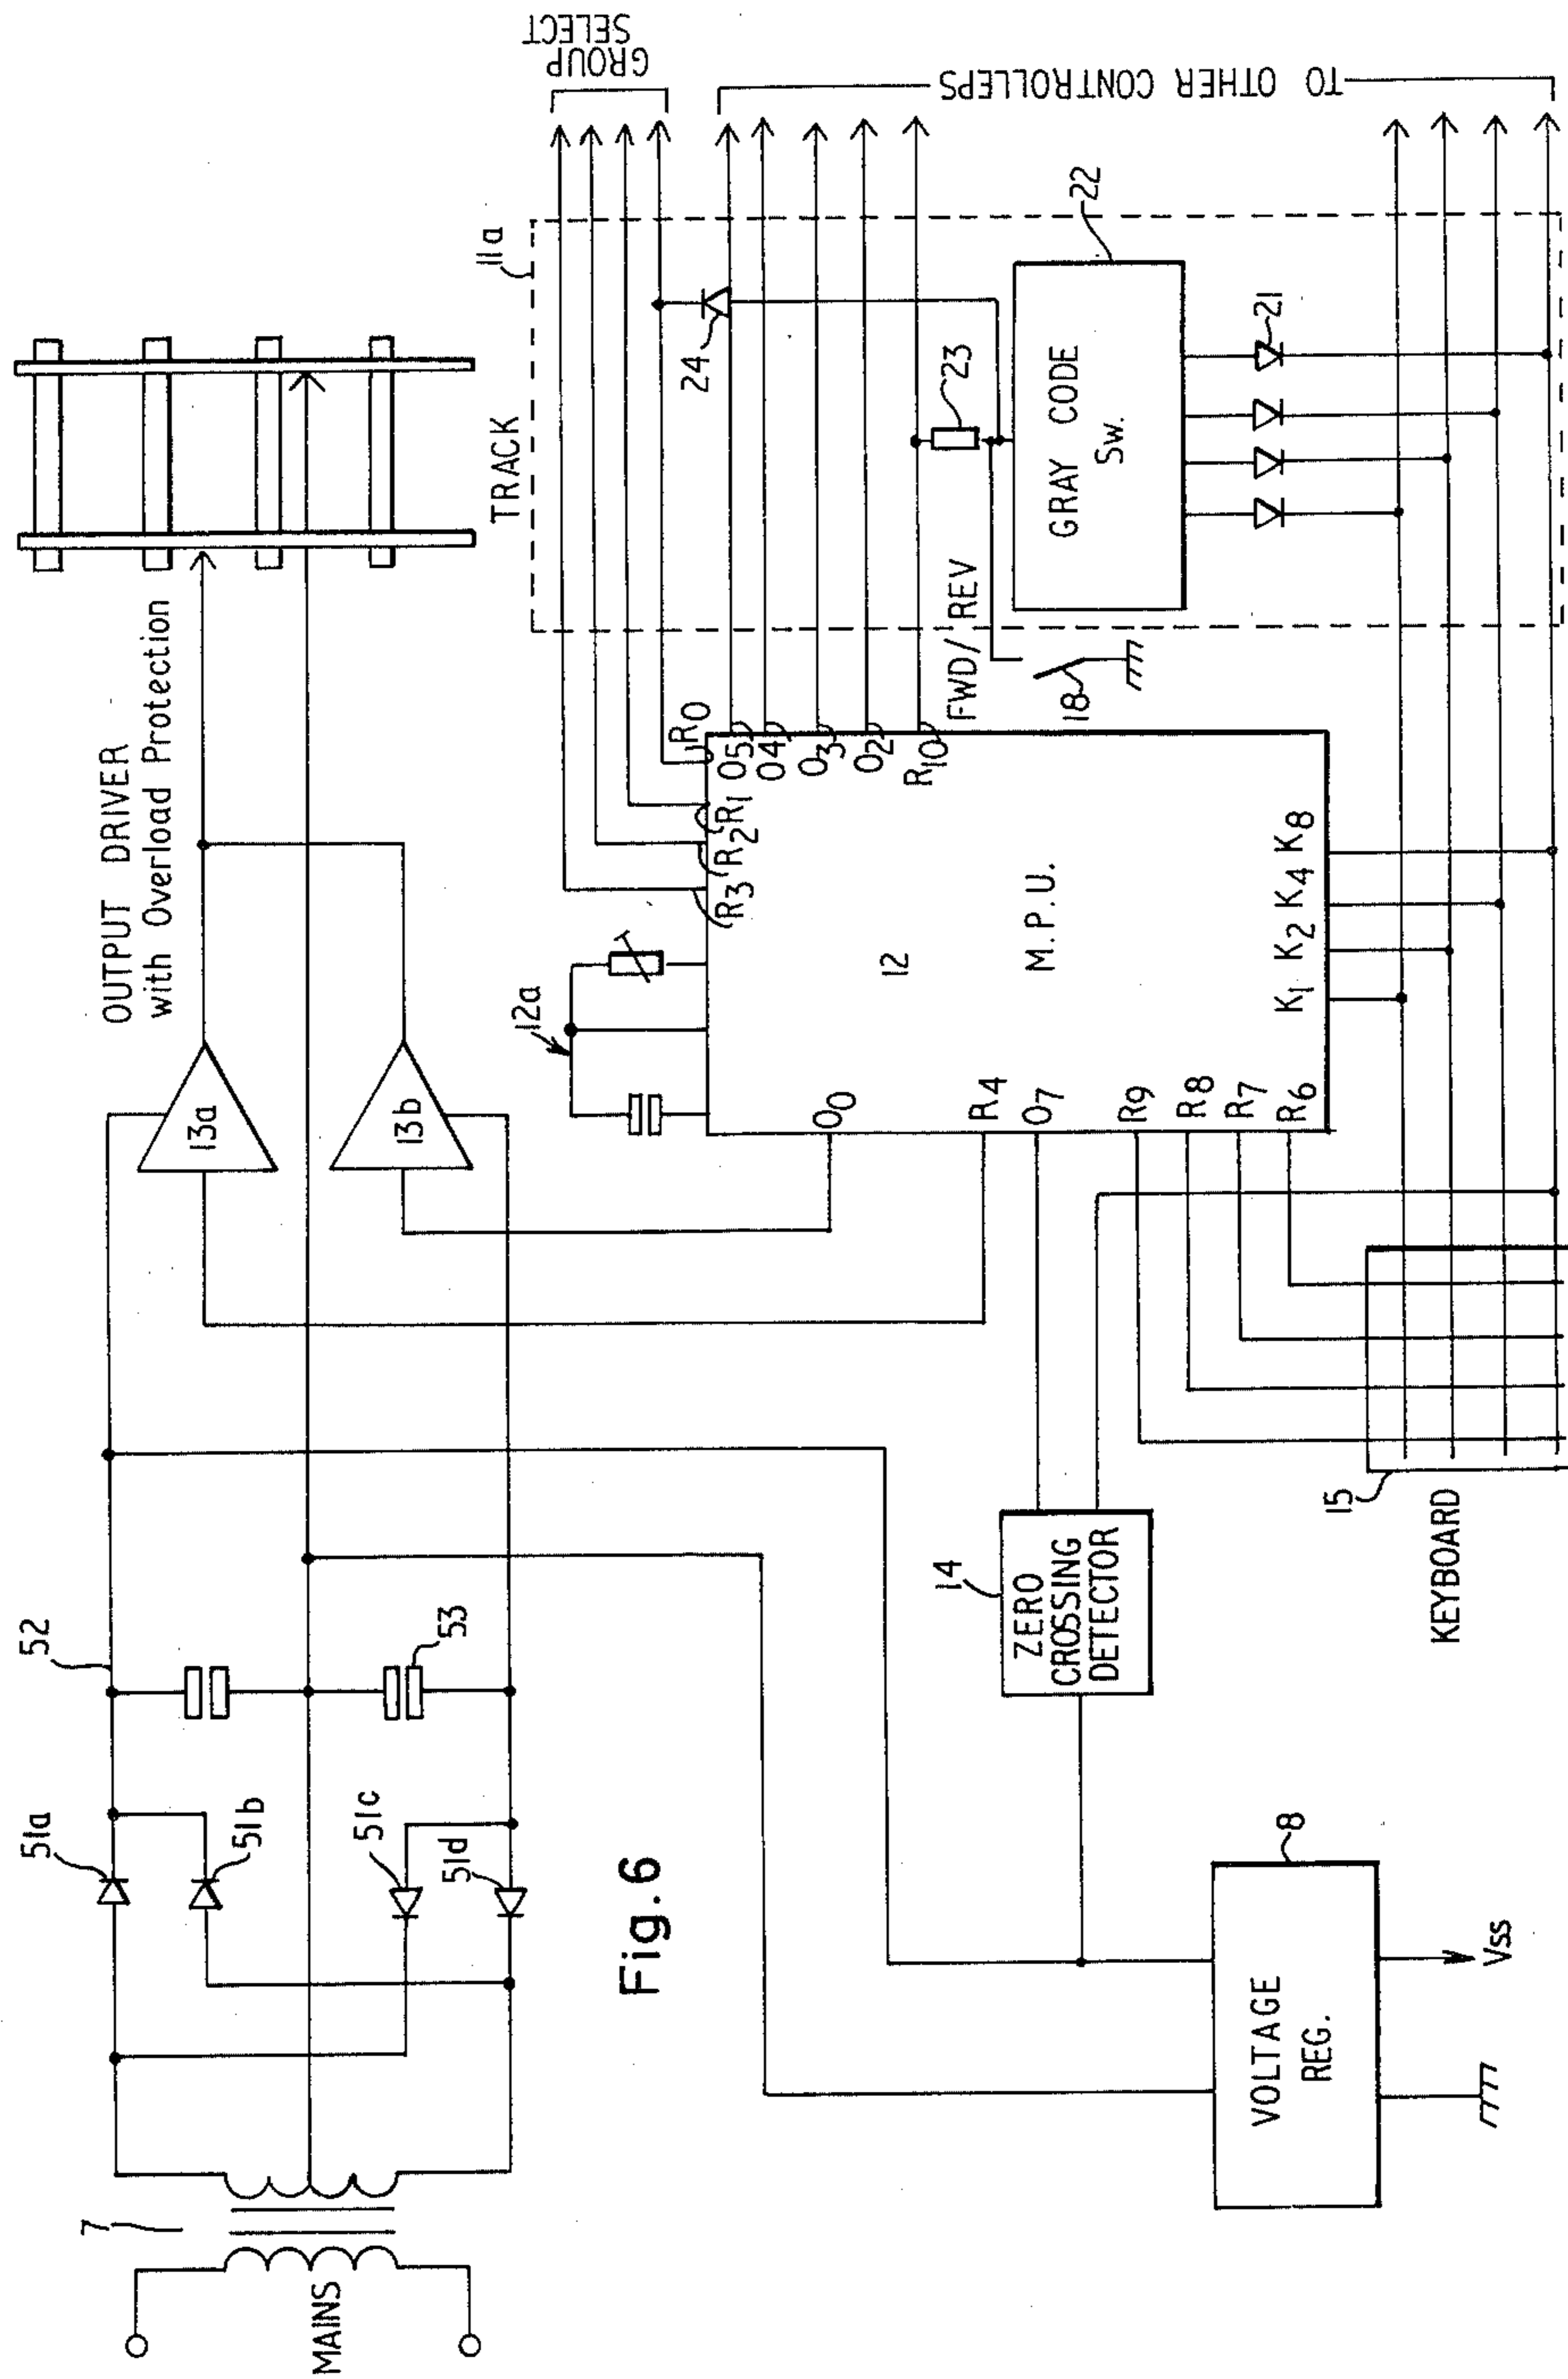 MAINS
7
51a
51b
51c
51d
52
53
OUTPUT DRIVER
with Overload Protection
13a
13b
TRACK
Fig.6
VOLTAGE
REG.
8
Vss
14
ZERO
CROSSING
DETECTOR
KEYBOARD
15
12a
12
M.P.U.
O0
R4
O7
R9
R8
R7
R6
K1
K2
K4
K8
R3
R2
R1
R0
O5
O4
O3
O2
R10
FWD/REV
18
11a
24
23
GRAY CODE
Sw.
22
21
GROUP
SELECT
TO OTHER CONTROLLEPS